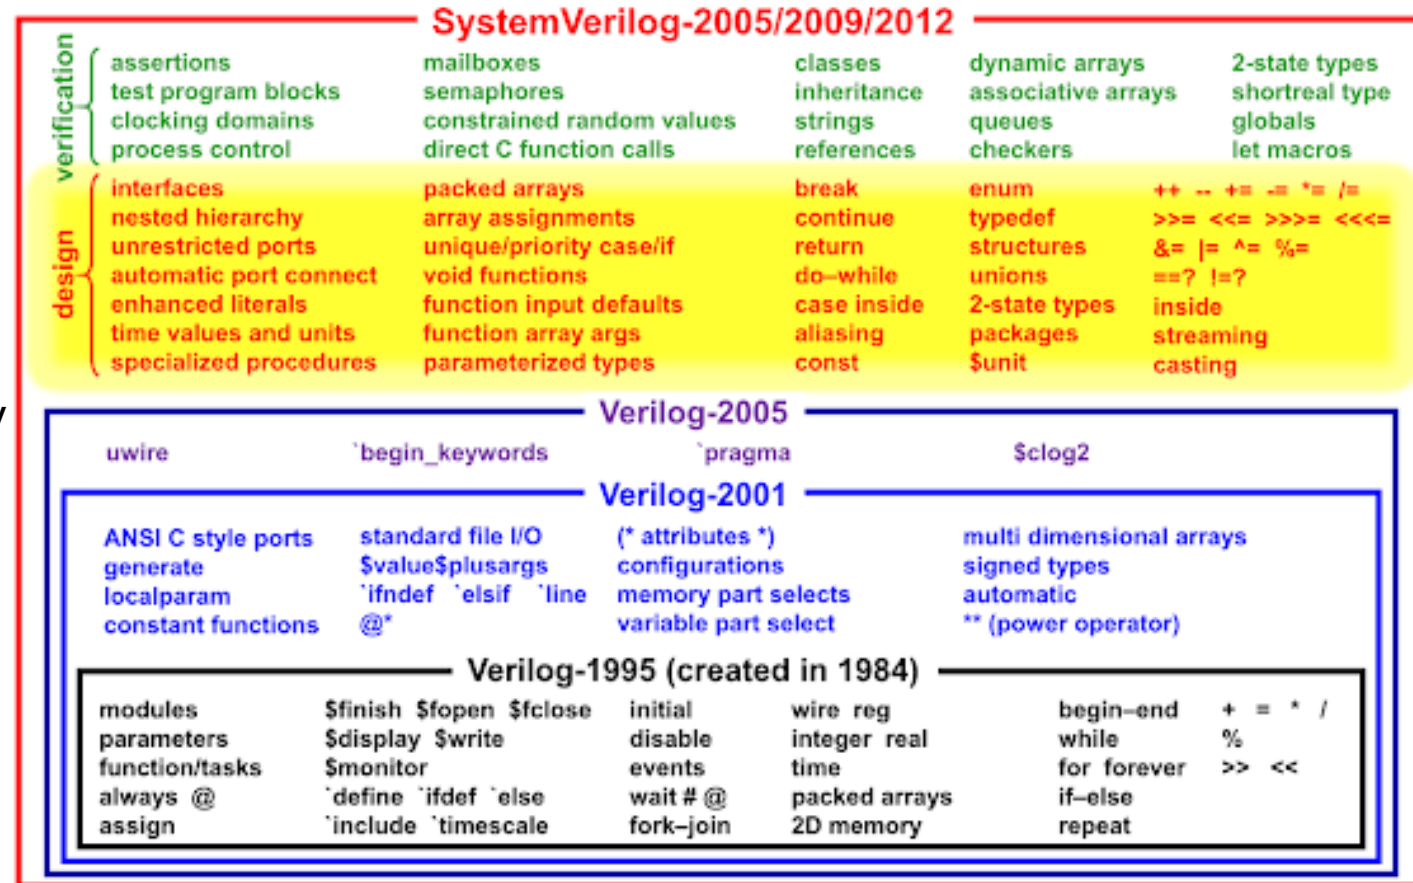 SystemVerilog-2005/2009/2012
verification
assertions mailboxes classes dynamic arrays 2-state types
test program blocks semaphores inheritance associative arrays shortreal type
clocking domains constrained random values strings queues globals
process control direct C function calls references checkers let macros
design
interfaces packed arrays break enum ++ -- += -= *= /=
nested hierarchy array assignments continue typedef >>= <<= >>>= <<<=
unrestricted ports unique/priority case/if return structures &= |= ^= %=
automatic port connect void functions do–while unions ==? !=?
enhanced literals function input defaults case inside 2-state types inside
time values and units function array args aliasing packages streaming
specialized procedures parameterized types const $unit casting
y
Verilog-2005
uwire `begin_keywords `pragma $clog2
Verilog-2001
ANSI C style ports standard file I/O (* attributes *) multi dimensional arrays
generate $value$plusargs configurations signed types
localparam `ifndef `elsif `line memory part selects automatic
constant functions @* variable part select ** (power operator)
Verilog-1995 (created in 1984)
modules $finish $fopen $fclose initial wire reg begin–end + = * /
parameters $display $write disable integer real while %
function/tasks $monitor events time for forever >> <<
always @ `define `ifdef `else wait # @ packed arrays if–else
assign `include `timescale fork–join 2D memory repeat